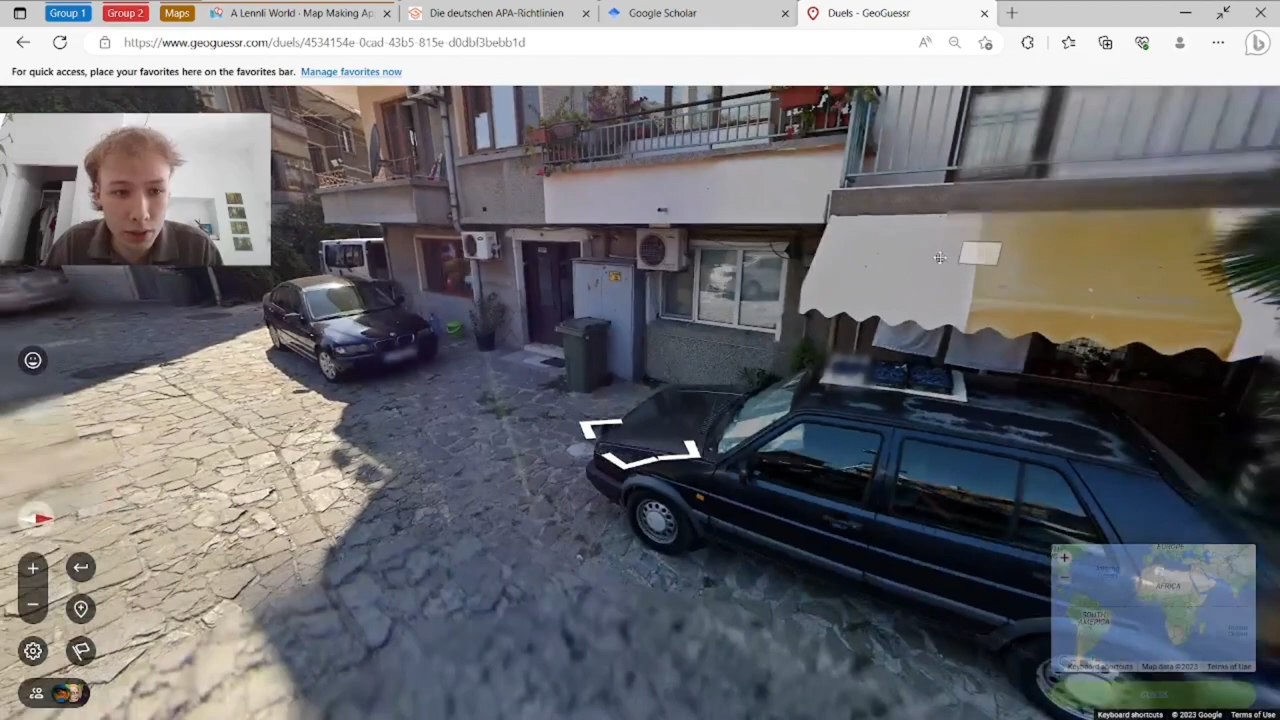 Group 1
Group 2
Maps
A Lennli World · Map Making Ap
Die deutschen APA-Richtlinien
Google Scholar
Duels - GeoGuessr
https://www.geoguessr.com/duels/4534154e-0cad-43b5-815e-d0dbf3bebb1d
For quick access, place your favorites here on the favorites bar. Manage favorites now
EUROPE
AFRICA
SOUTH
AMERICA
Keyboard shortcuts Map data ©2023 Terms of Use
GUESS
Keyboard shortcuts © 2023 Google Terms of Use